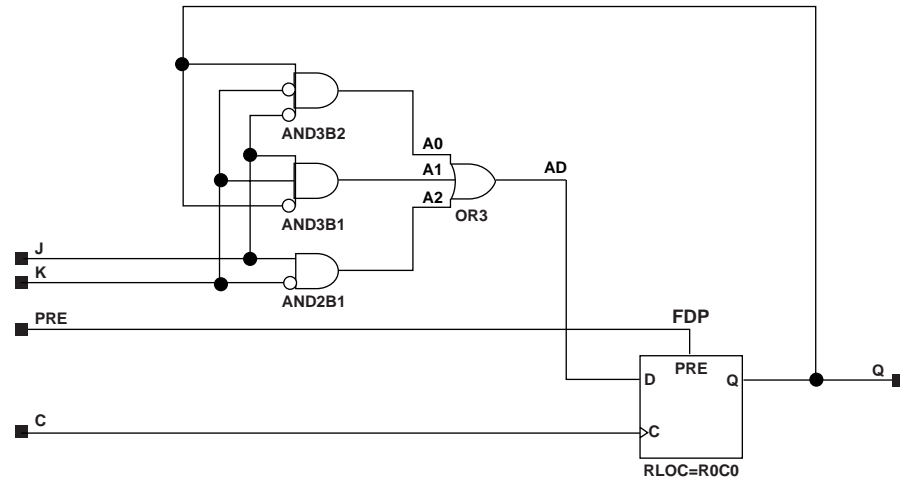 AND3B2
A0
A1
AD
A2
AND3B1
OR3
J
K
AND2B1
PRE
FDP
PRE
D
Q
Q
C
C
RLOC=R0C0